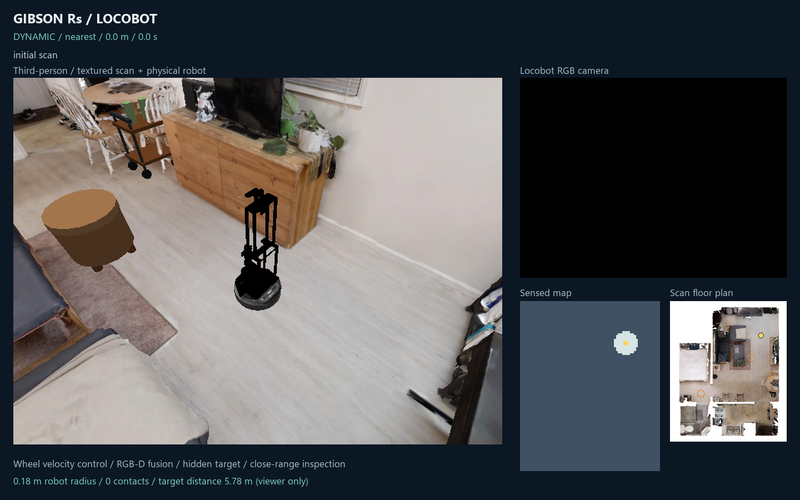 GIBSON Rs / LOCOBOT
DYNAMIC / nearest / 0.0 m / 0.0 s
initial scan
Third-person / textured scan + physical robot
Locobot RGB camera
Sensed map
Scan floor plan
Wheel velocity control / RGB-D fusion / hidden target / close-range inspection
0.18 m robot radius / 0 contacts / target distance 5.78 m (viewer only)